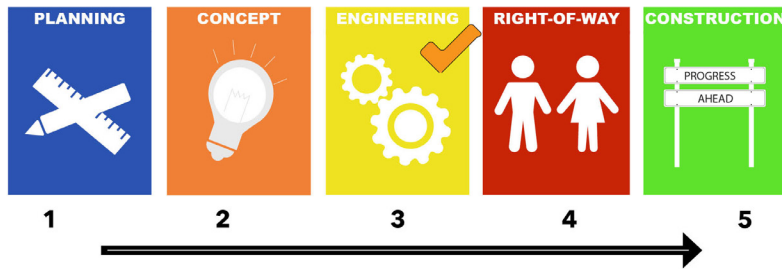 PLANNING
CONCEPT
ENGINEERING
RIGHT-OF-WAY
CONSTRUCTION
PROGRESS
AHEAD
1
2
3
4
5